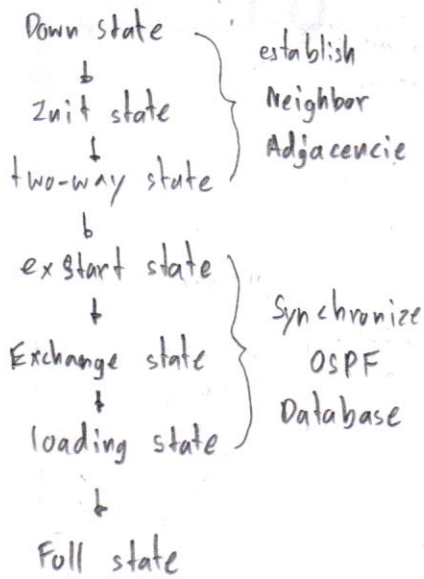 Down state
Init state
two-way state
establish
Neighbor
Adjacencie
exstart state
Exchange state
loading state
Synchronize
OSPF
Database
Full state